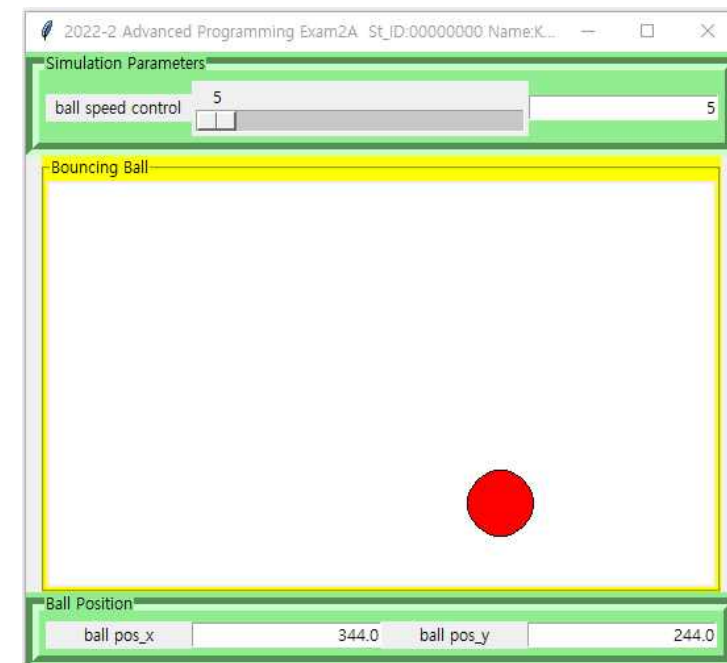 2022-2 Advanced Programming Exam2A St_ID:00000000 Name:K...
Simulation Parameters
ball speed control 5 5
Bouncing Ball
Ball Position
ball pos_x 344.0 ball pos_y 244.0